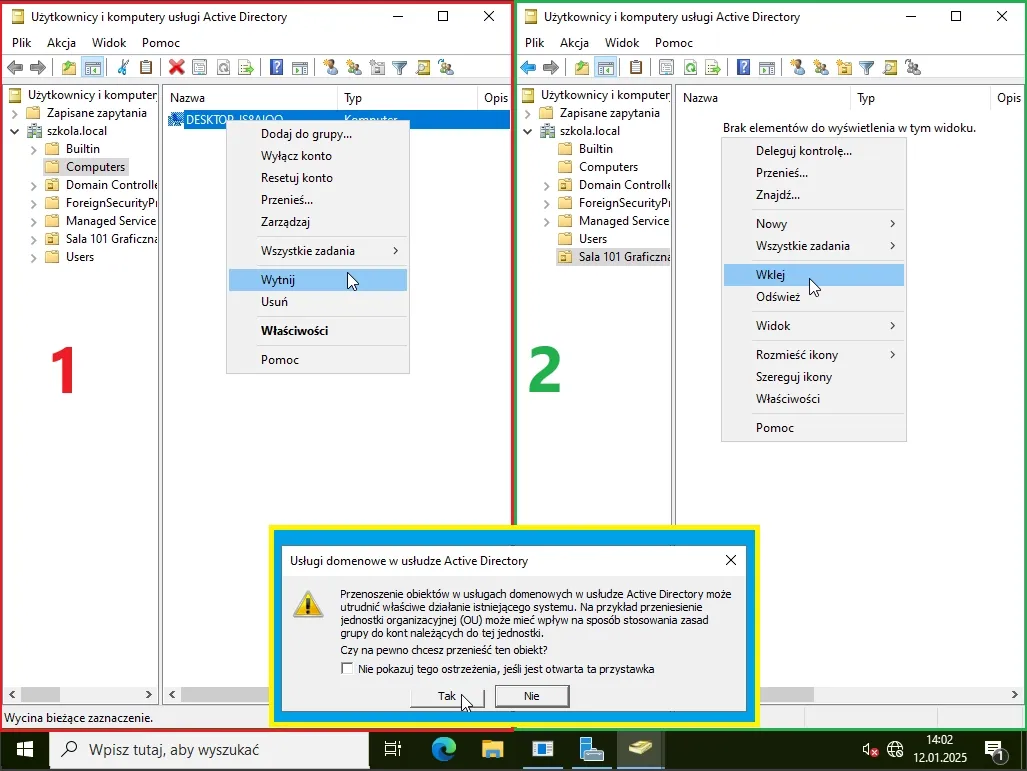 Użytkownicy i komputery usługi Active Directory
Plik Akcja Widok Pomoc
Użytkownicy i komputery
Zapisane zapytania
szkola.local
Builtin
Computers
Domain Controlle
ForeignSecurityPr
Managed Service
Sala 101 Graficzna
Users
Nazwa Typ Opis
Komputer
Dodaj do grupy...
Wyłącz konto
Resetuj konto
Przenieś...
Zarządzaj
Wszystkie zadania
Wytnij
Usuń
Właściwości
Pomoc
1
Wycina bieżące zaznaczenie.
Użytkownicy i komputery usługi Active Directory
Plik Akcja Widok Pomoc
Użytkownicy i komputery
Zapisane zapytania
szkola.local
Builtin
Computers
Domain Controlle
ForeignSecurityPr
Managed Service
Users
Sala 101 Graficzna
Nazwa Typ Opis
Brak elementów do wyświetlenia w tym widoku.
Deleguj kontrolę...
Przenieś...
Znajdź...
Nowy
Wszystkie zadania
Wklej
Odśwież
Widok
Rozmieść ikony
Szereguj ikony
Właściwości
Pomoc
2
Usługi domenowe w usłudze Active Directory
Przenoszenie obiektów w usługach domenowych w usłudze Active Directory może
utrudnić właściwe działanie istniejącego systemu. Na przykład przeniesienie
jednostki organizacyjnej (OU) może mieć wpływ na sposób stosowania zasad
grupy do kont należących do tej jednostki.
Czy na pewno chcesz przenieść ten obiekt?
Nie pokazuj tego ostrzeżenia, jeśli jest otwarta ta przystawka
Tak Nie
Wpisz tutaj, aby wyszukać
14:02
12.01.2025
1